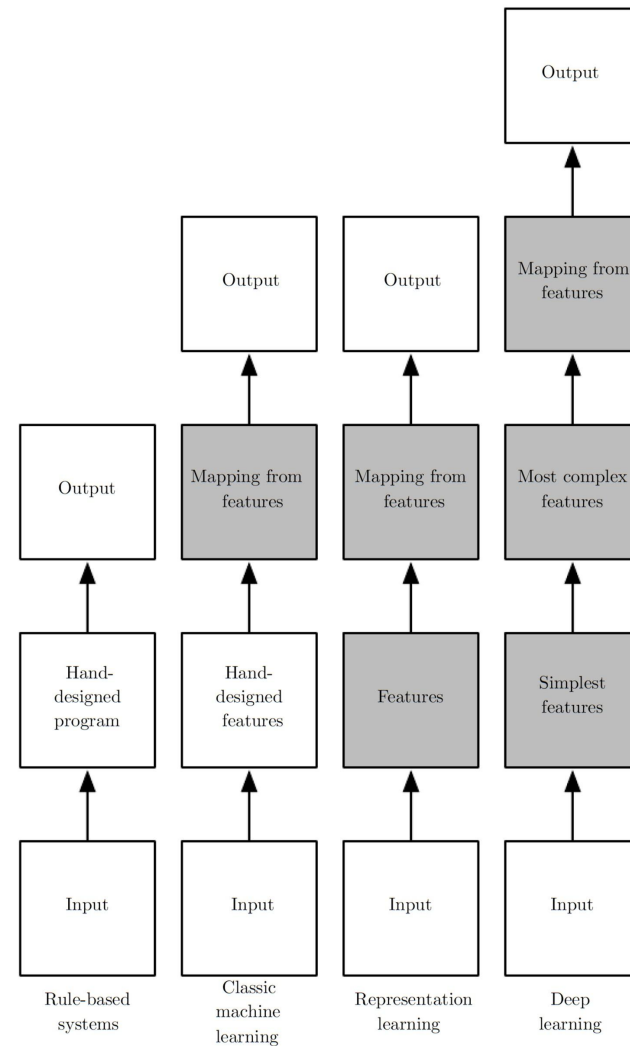 Output
Output
Output
Mapping from
features
Output
Mapping from
features
Mapping from
features
Most complex
features
Hand-
designed
program
Hand-
designed
features
Features
Simplest
features
Input
Input
Input
Input
Rule-based
systems
Classic
machine
learning
Representation
learning
Deep
learning